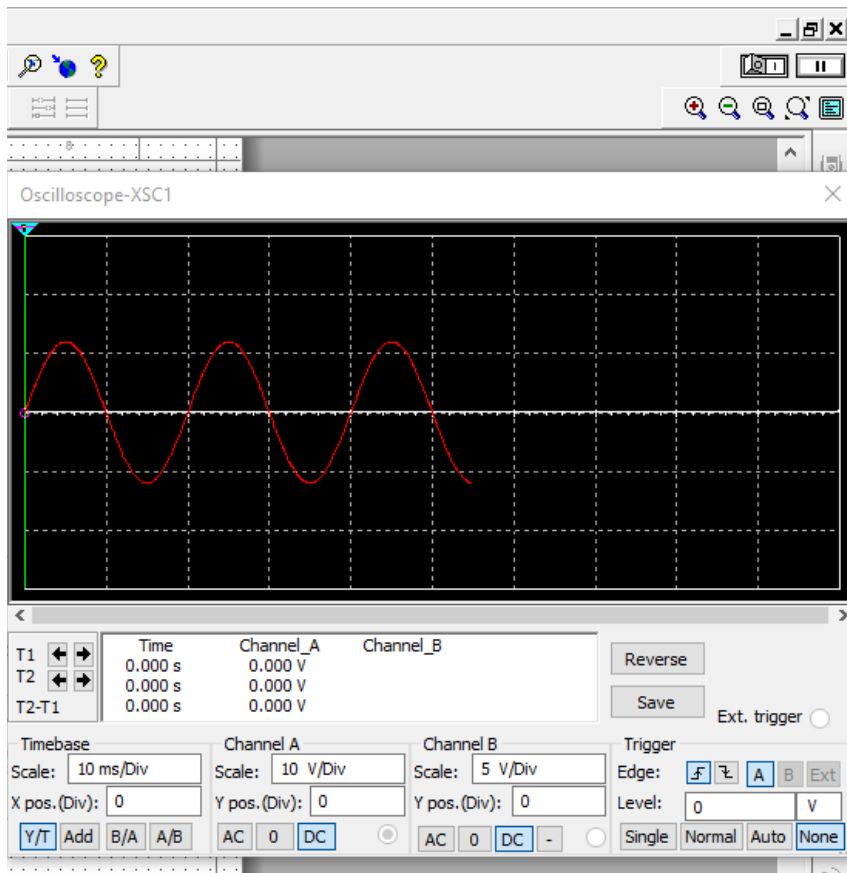 8
Oscilloscope-XSC1
T1
T2
T2-T1
Time Channel_A Channel_B
0.000 s 0.000 V
0.000 s 0.000 V
0.000 s 0.000 V
Reverse
Save
Ext. trigger
Timebase
Scale: 10 ms/Div
X pos.(Div): 0
Y/T Add B/A A/B
Channel A
Scale: 10 V/Div
Y pos.(Div): 0
AC 0 DC
Channel B
Scale: 5 V/Div
Y pos.(Div): 0
AC 0 DC -
Trigger
Edge: A B Ext
Level: 0 V
Single Normal Auto None